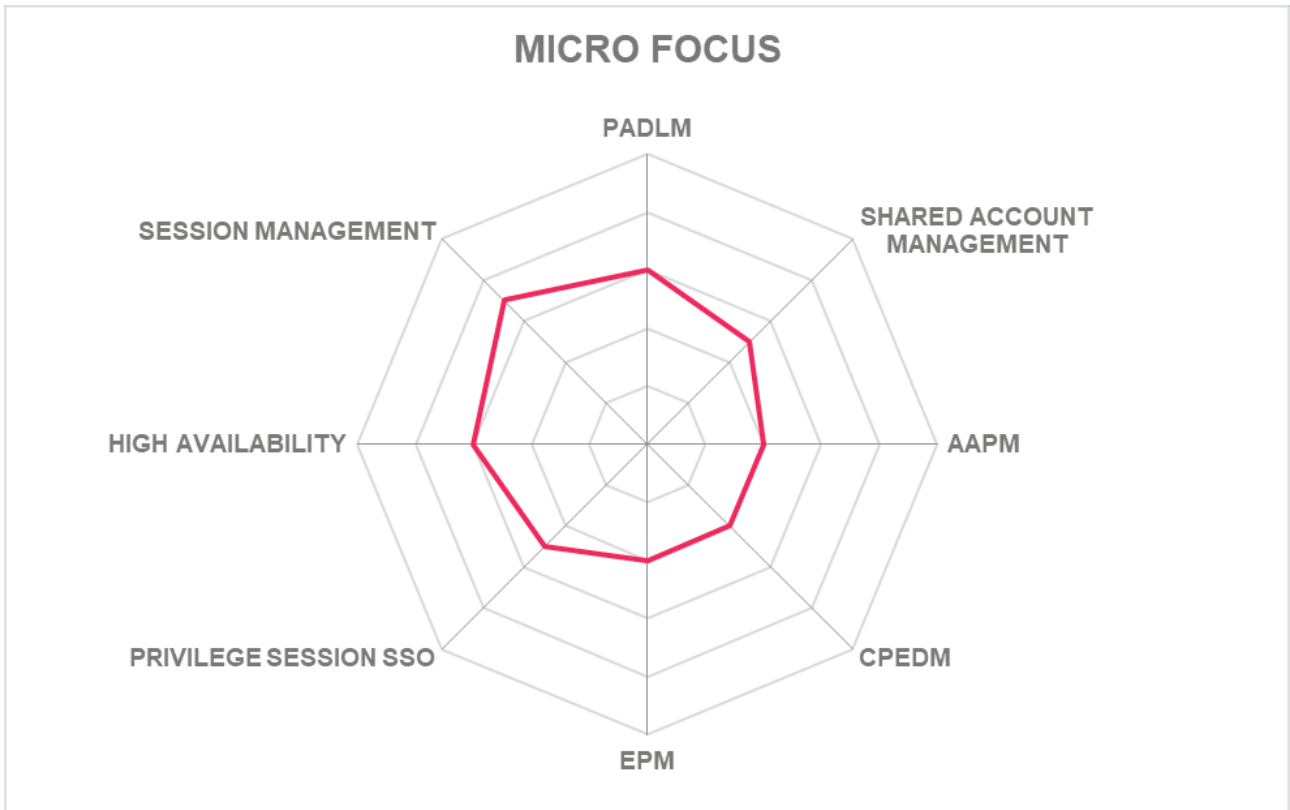 MICRO FOCUS
PADLM
SHARED ACCOUNT
MANAGEMENT
SESSION MANAGEMENT
HIGH AVAILABILITY
AAPM
PRIVILEGE SESSION SSO
CPEDM
EPM